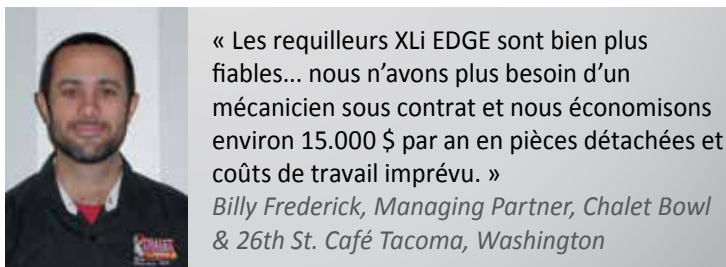 « Les requilleurs XLi EDGE sont bien plus
fiables... nous n’avons plus besoin d’un
mécanicien sous contrat et nous économisons
environ 15.000 $ par an en pièces détachées et
coûts de travail imprévu. »
Billy Frederick, Managing Partner, Chalet Bowl
& 26th St. Café Tacoma, Washington
CHALET